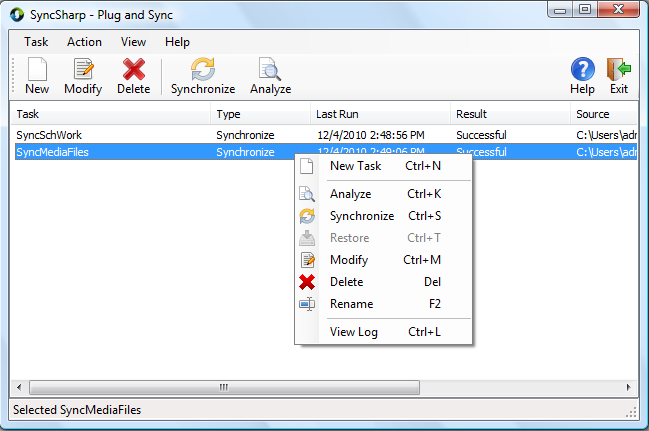 SyncSharp - Plug and Sync
Task Action View Help
New Modify Delete Synchronize Analyze Help Exit
Task Type Last Run Result Source
SyncSchWork Synchronize 12/4/2010 2:48:56 PM Successful C:\Users\adr
SyncMediaFiles Synchronize 12/4/2010 2:49:06 PM Successful C:\Users\adr
New Task Ctrl+N
Analyze Ctrl+K
Synchronize Ctrl+S
Restore Ctrl+T
Modify Ctrl+M
Delete Del
Rename F2
View Log Ctrl+L
Selected SyncMediaFiles